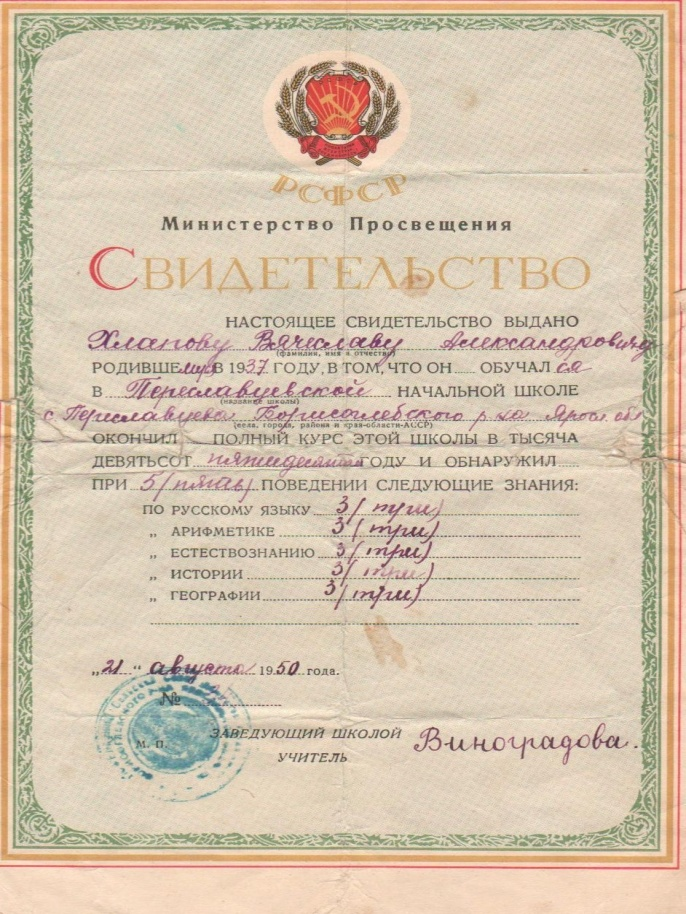 РСФСР
Министерство Просвещения
СВИДЕТЕЛЬСТВО
НАСТОЯЩЕЕ СВИДЕТЕЛЬСТВО ВЫДАНО
Хлапову Вячеславу Александровичу
(фамилия, имя и отчество)
РОДИВШЕМУСЯ В 1937 ГОДУ, В ТОМ, ЧТО ОН ОБУЧАЛСЯ
В Переславцевской НАЧАЛЬНОЙ ШКОЛЕ
(название школы)
с. Переславцево Борисоглебского р-на Яросл. обл
(села, города, района и края-области-АССР)
ОКОНЧИЛ ПОЛНЫЙ КУРС ЭТОЙ ШКОЛЫ В ТЫСЯЧА
ДЕВЯТЬСОТ пятидесятом ГОДУ И ОБНАРУЖИЛ
ПРИ 5 (пять) ПОВЕДЕНИИ СЛЕДУЮЩИЕ ЗНАНИЯ:
ПО РУССКОМУ ЯЗЫКУ 3 (три)
„ АРИФМЕТИКЕ 3 (три)
„ ЕСТЕСТВОЗНАНИЮ 3 (три)
„ ИСТОРИИ 3 (три)
„ ГЕОГРАФИИ 3 (три)
„21" августа 1950 года.
№
М. П.
ЗАВЕДУЮЩИЙ ШКОЛОЙ Виноградова.
УЧИТЕЛЬ